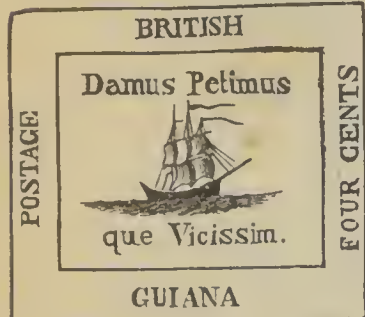 BRITISH
Damus Petimus
que Vicissim.
POSTAGE
FOUR CENTS
GUIANA